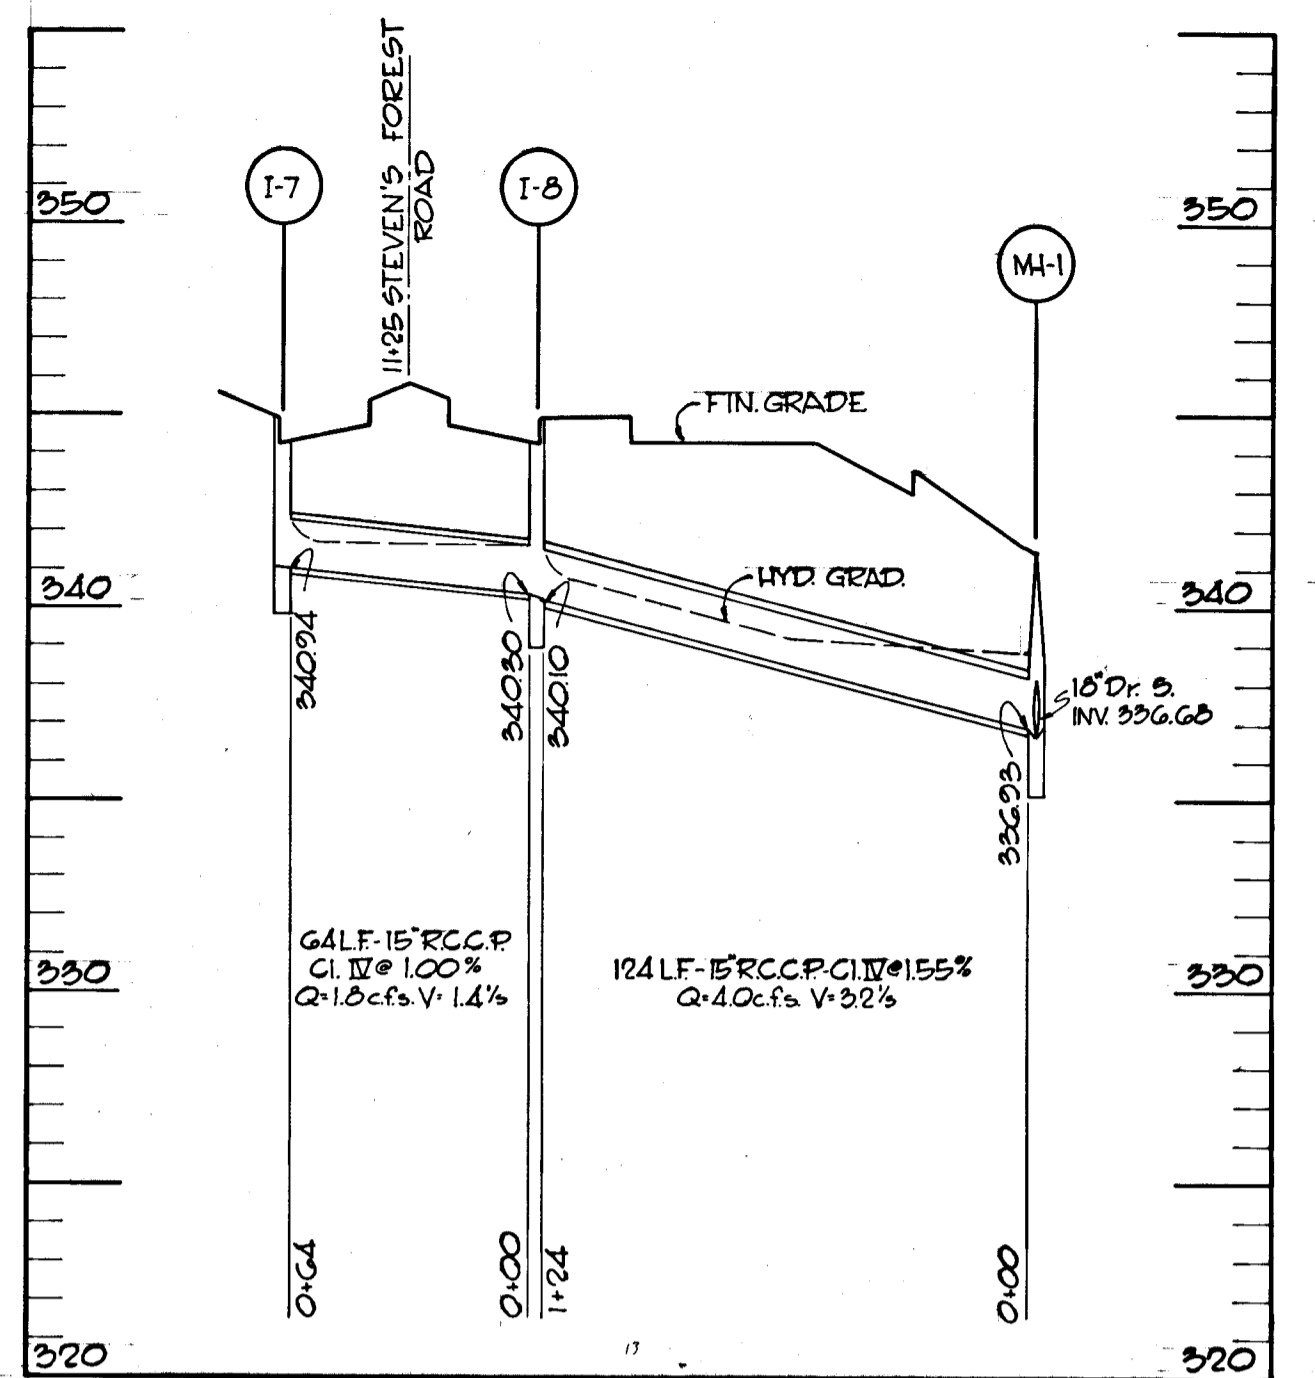 11+25 STEVEN'S FOREST
ROAD
I-7
I-8
MH-1
350
350
FIN. GRADE
HYD. GRAD.
340
340
340.94
340.30
340.10
336.93
18" Dr. S.
INV. 336.68
64 L.F.-15" R.C.C.P.
Cl. IV @ 1.00%
Q=1.8 c.f.s. V= 1.4'/s
124 L.F.-15" R.C.C.P.-Cl. IV @ 1.55%
Q=4.0 c.f.s. V=3.2'/s
330
330
0+64
0+00
1+24
0+00
320
13
320